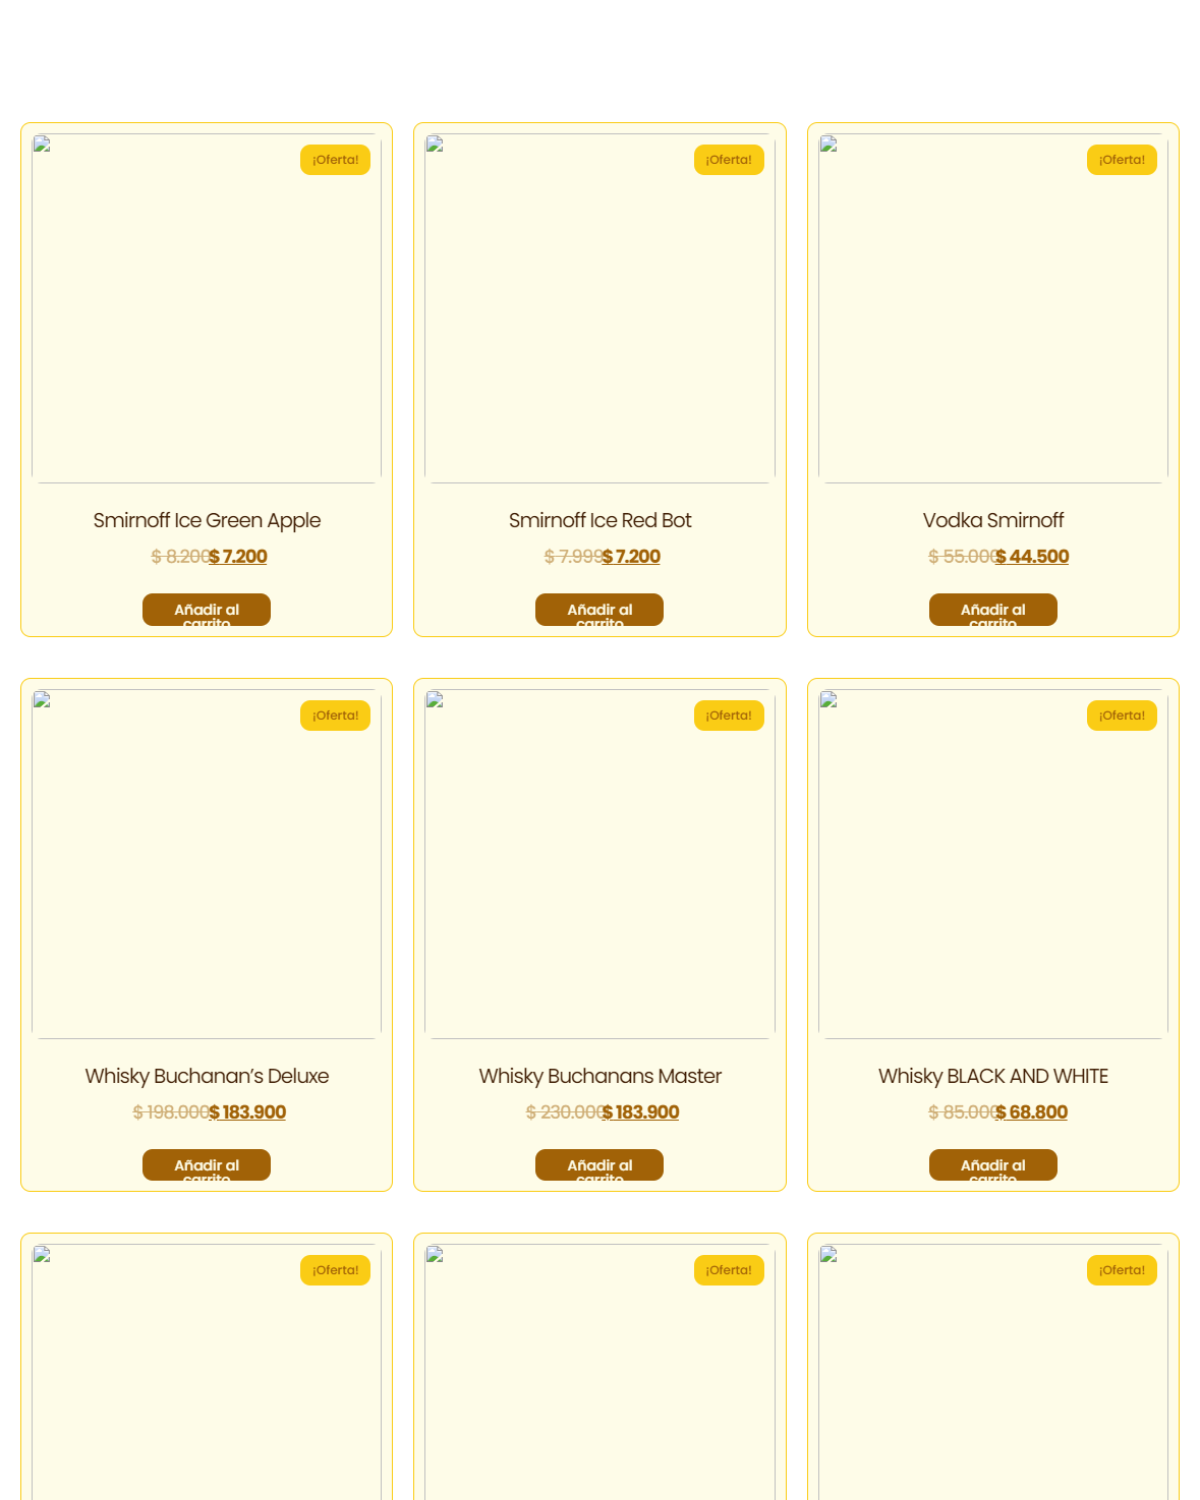 ¡Oferta!
¡Oferta!
¡Oferta!
Smirnoff Ice Green Apple
Smirnoff Ice Red Bot
Vodka Smirnoff
$ 8.200 $ 7.200
$ 7.999 $ 7.200
$ 55.000 $ 44.500
Añadir al
carrito
Añadir al
carrito
Añadir al
carrito
¡Oferta!
¡Oferta!
¡Oferta!
Whisky Buchanan’s Deluxe
Whisky Buchanans Master
Whisky BLACK AND WHITE
$ 198.000 $ 183.900
$ 230.000 $ 183.900
$ 85.000 $ 68.800
Añadir al
carrito
Añadir al
carrito
Añadir al
carrito
¡Oferta!
¡Oferta!
¡Oferta!